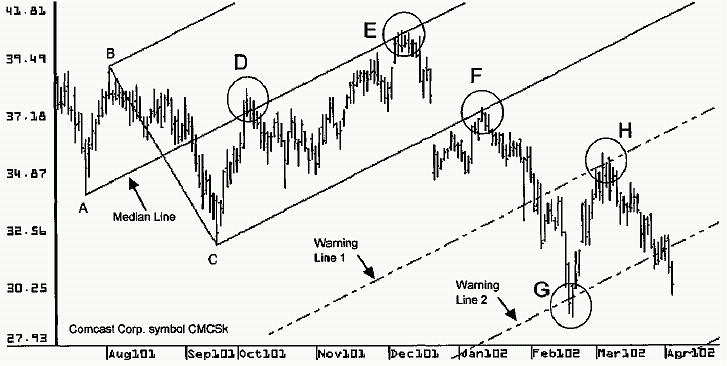 41.81
39.49
37.18
34.87
32.56
30.25
27.93
B
D
E
F
H
A
Median Line
C
Warning
Line 1
Warning
Line 2
G
Comcast Corp. symbol CMCSk
Aug101 Sep101 Oct101 Nov101 Dec101 Jan102 Feb102 Mar102 Apr102